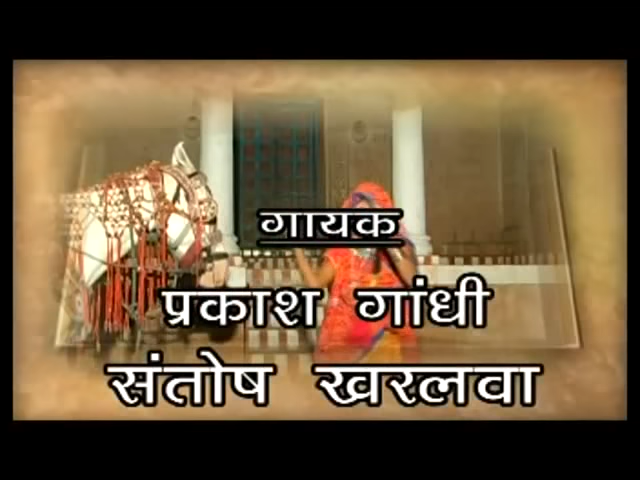 गायक
प्रकाश गांधी
संतोष खरलवा